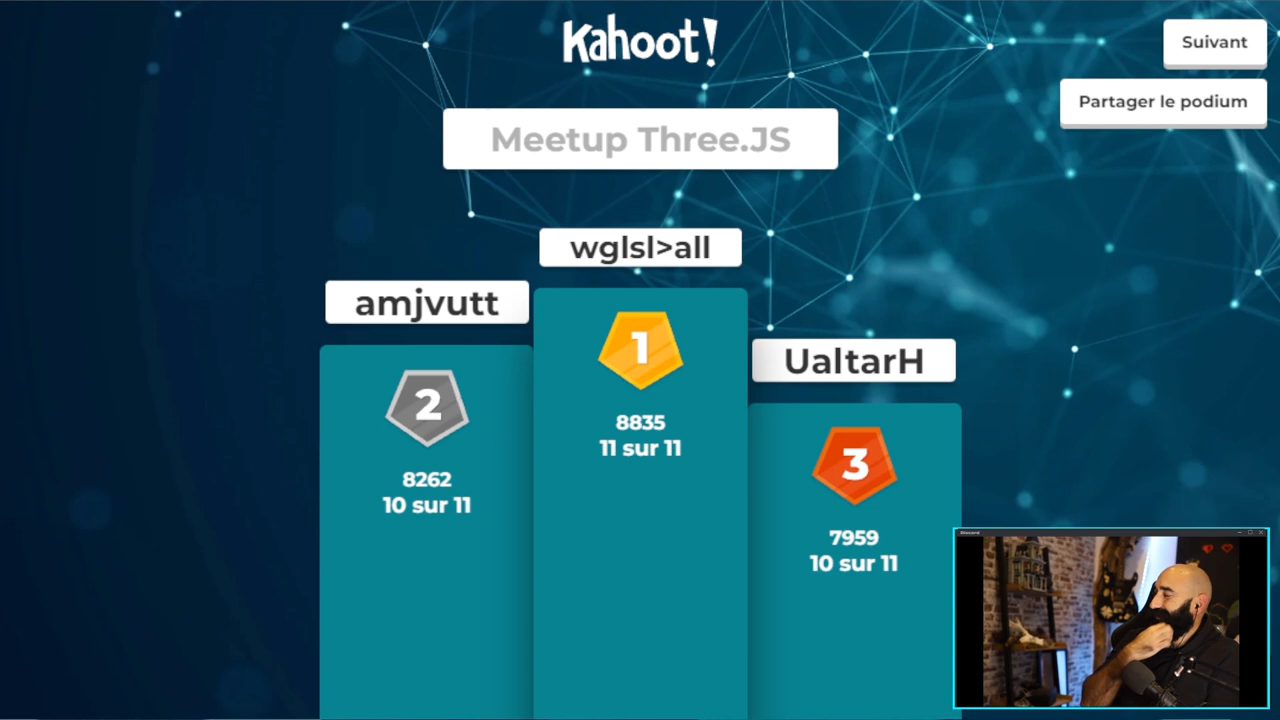 Kahoot!
Suivant
Partager le podium
Meetup Three.JS
wglsl>all
amjvutt
UaltarH
1
8835
11 sur 11
2
8262
10 sur 11
3
7959
10 sur 11
Discord